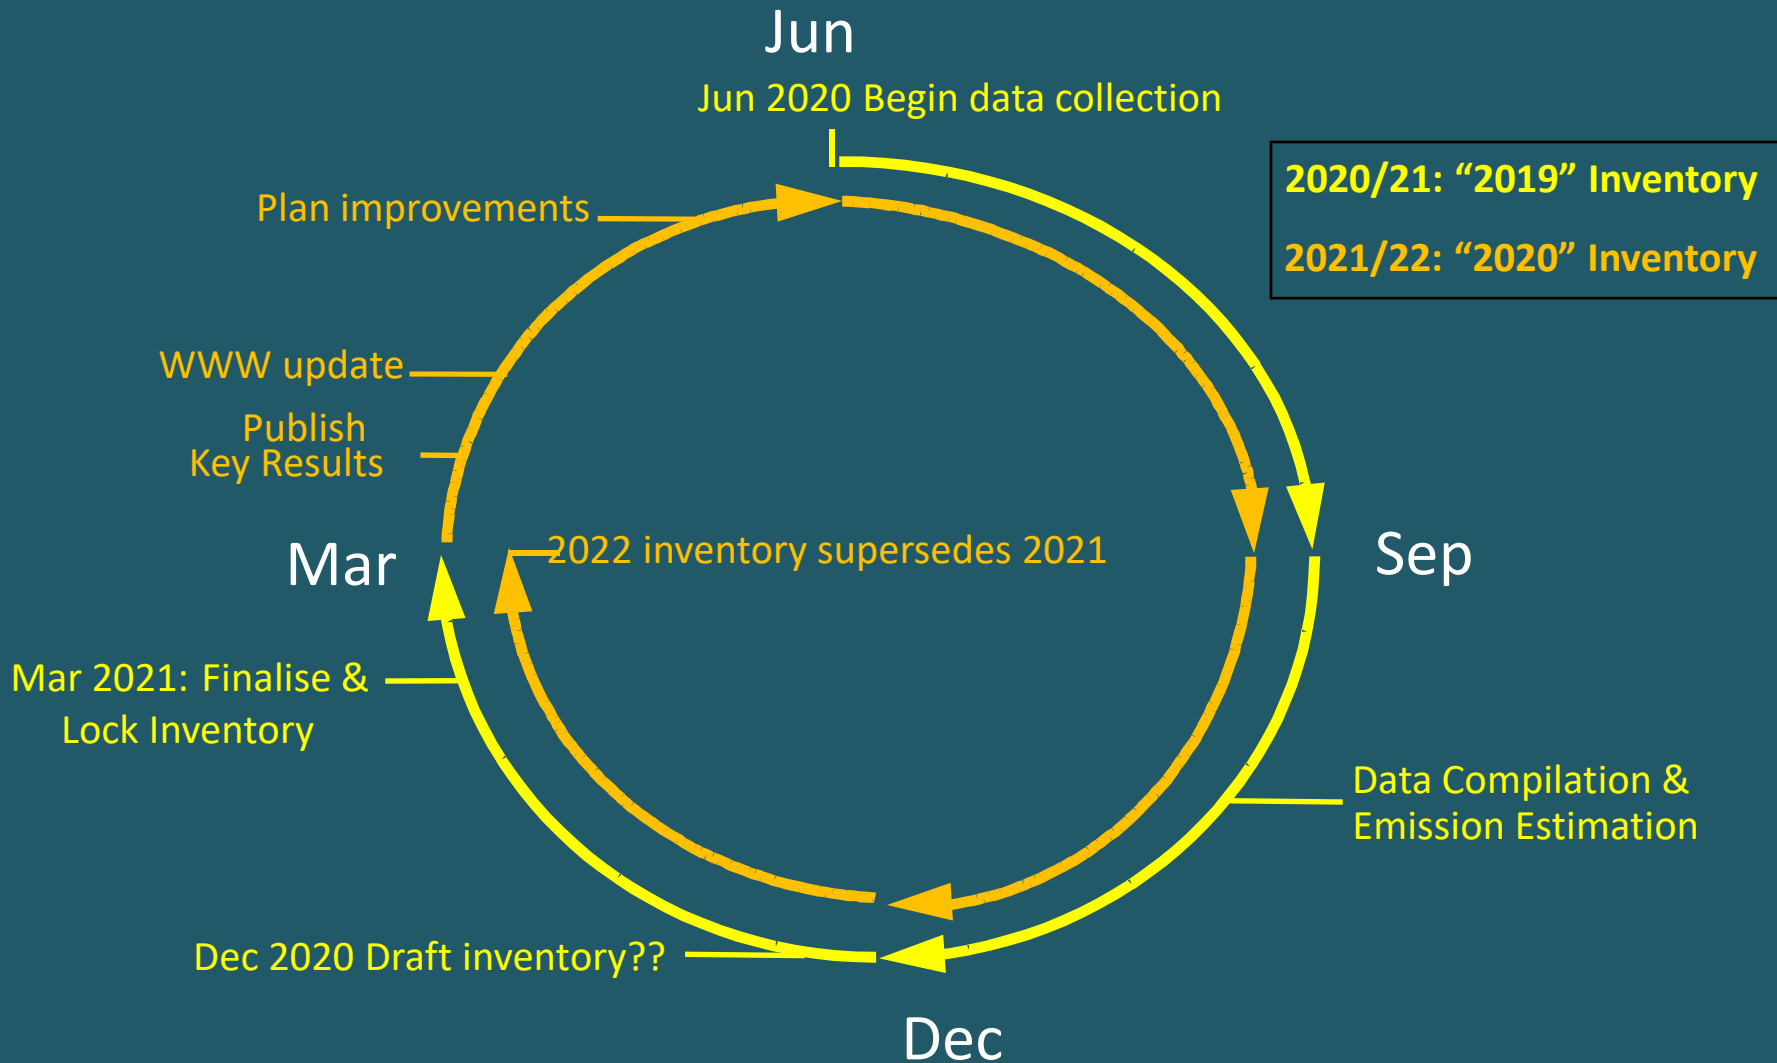 Jun
Jun 2020 Begin data collection
2020/21: “2019” Inventory
2021/22: “2020” Inventory
Plan improvements
WWW update
Publish
Key Results
Mar
2022 inventory supersedes 2021
Sep
Mar 2021: Finalise &
Lock Inventory
Data Compilation &
Emission Estimation
Dec 2020 Draft inventory??
Dec